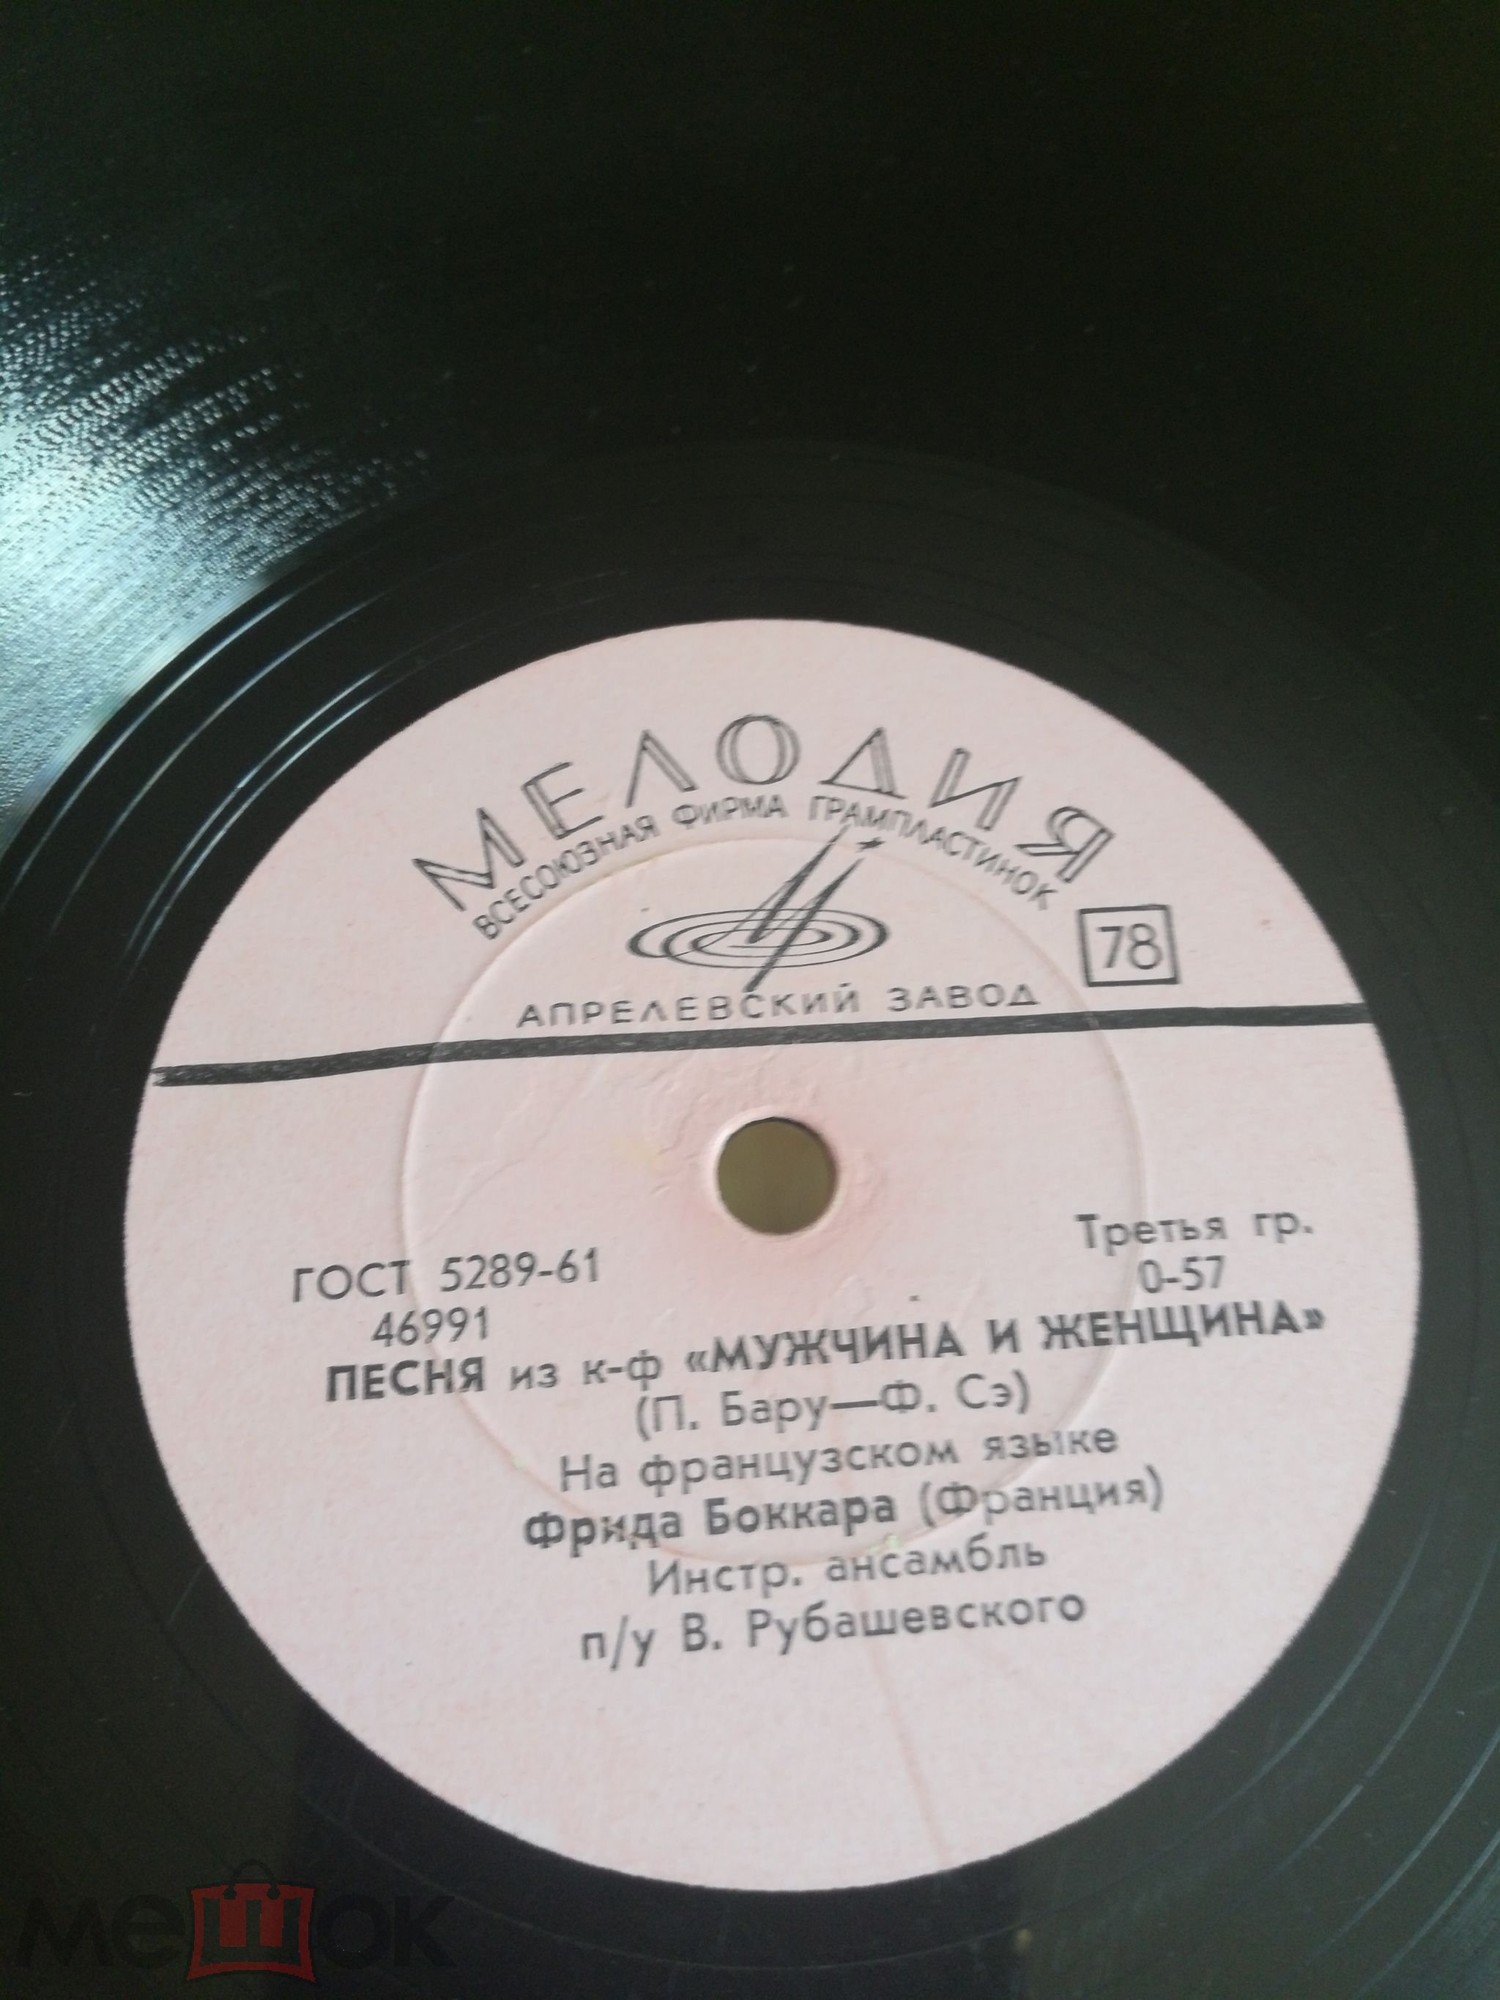 МЕЛОДИЯ
ВСЕСОЮЗНАЯ ФИРМА ГРАМПЛАСТИНОК
78
АПРЕЛЕВСКИЙ ЗАВОД
ГОСТ 5289-61
Третья гр.
46991
0-57
ПЕСНЯ из к-ф «МУЖЧИНА И ЖЕНЩИНА»
(П. Бару—Ф. Сэ)
На французском языке
Фрида Боккара (Франция)
Инстр. ансамбль
п/у В. Рубашевского
мешок